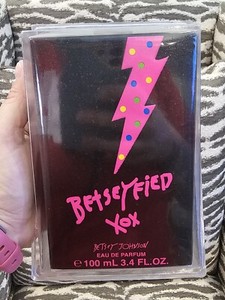 BETSEYFIED
XOX
BETSEY JOHNSON
EAU DE PARFUM
℮ 100 mL 3.4 FL.OZ.